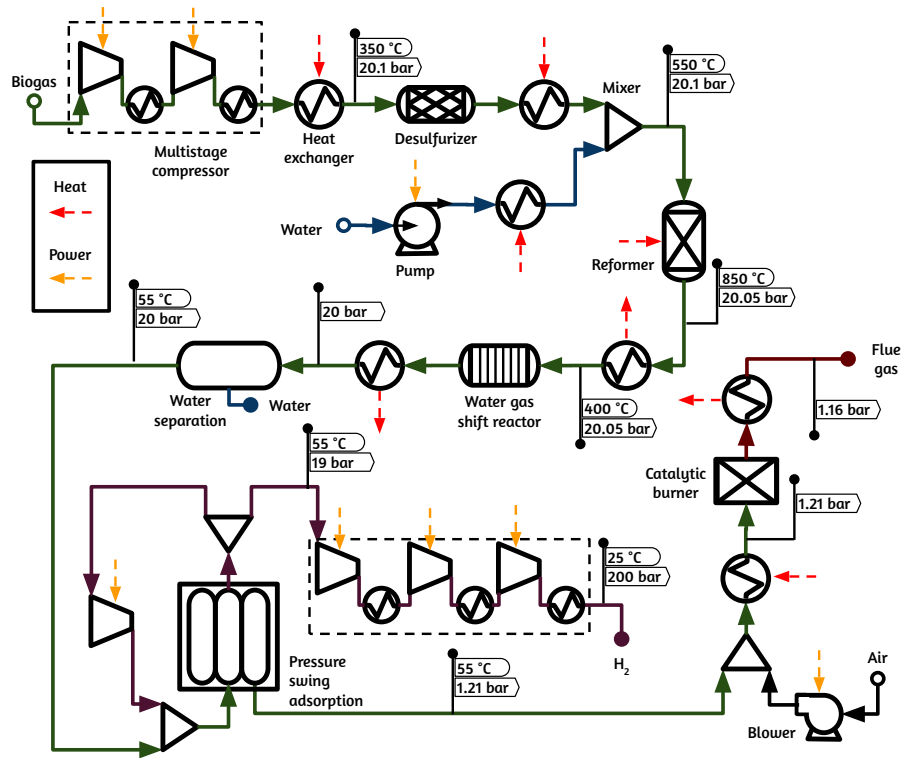 Biogas
Multistage
compressor
Heat
exchanger
350 °C
20.1 bar
Desulfurizer
Mixer
550 °C
20.1 bar
Heat
Power
Water
Pump
Reformer
850 °C
20.05 bar
55 °C
20 bar
20 bar
Water
separation
Water
Water gas
shift reactor
400 °C
20.05 bar
Flue
gas
1.16 bar
Catalytic
burner
1.21 bar
55 °C
19 bar
25 °C
200 bar
H2
Pressure
swing
adsorption
55 °C
1.21 bar
Air
Blower